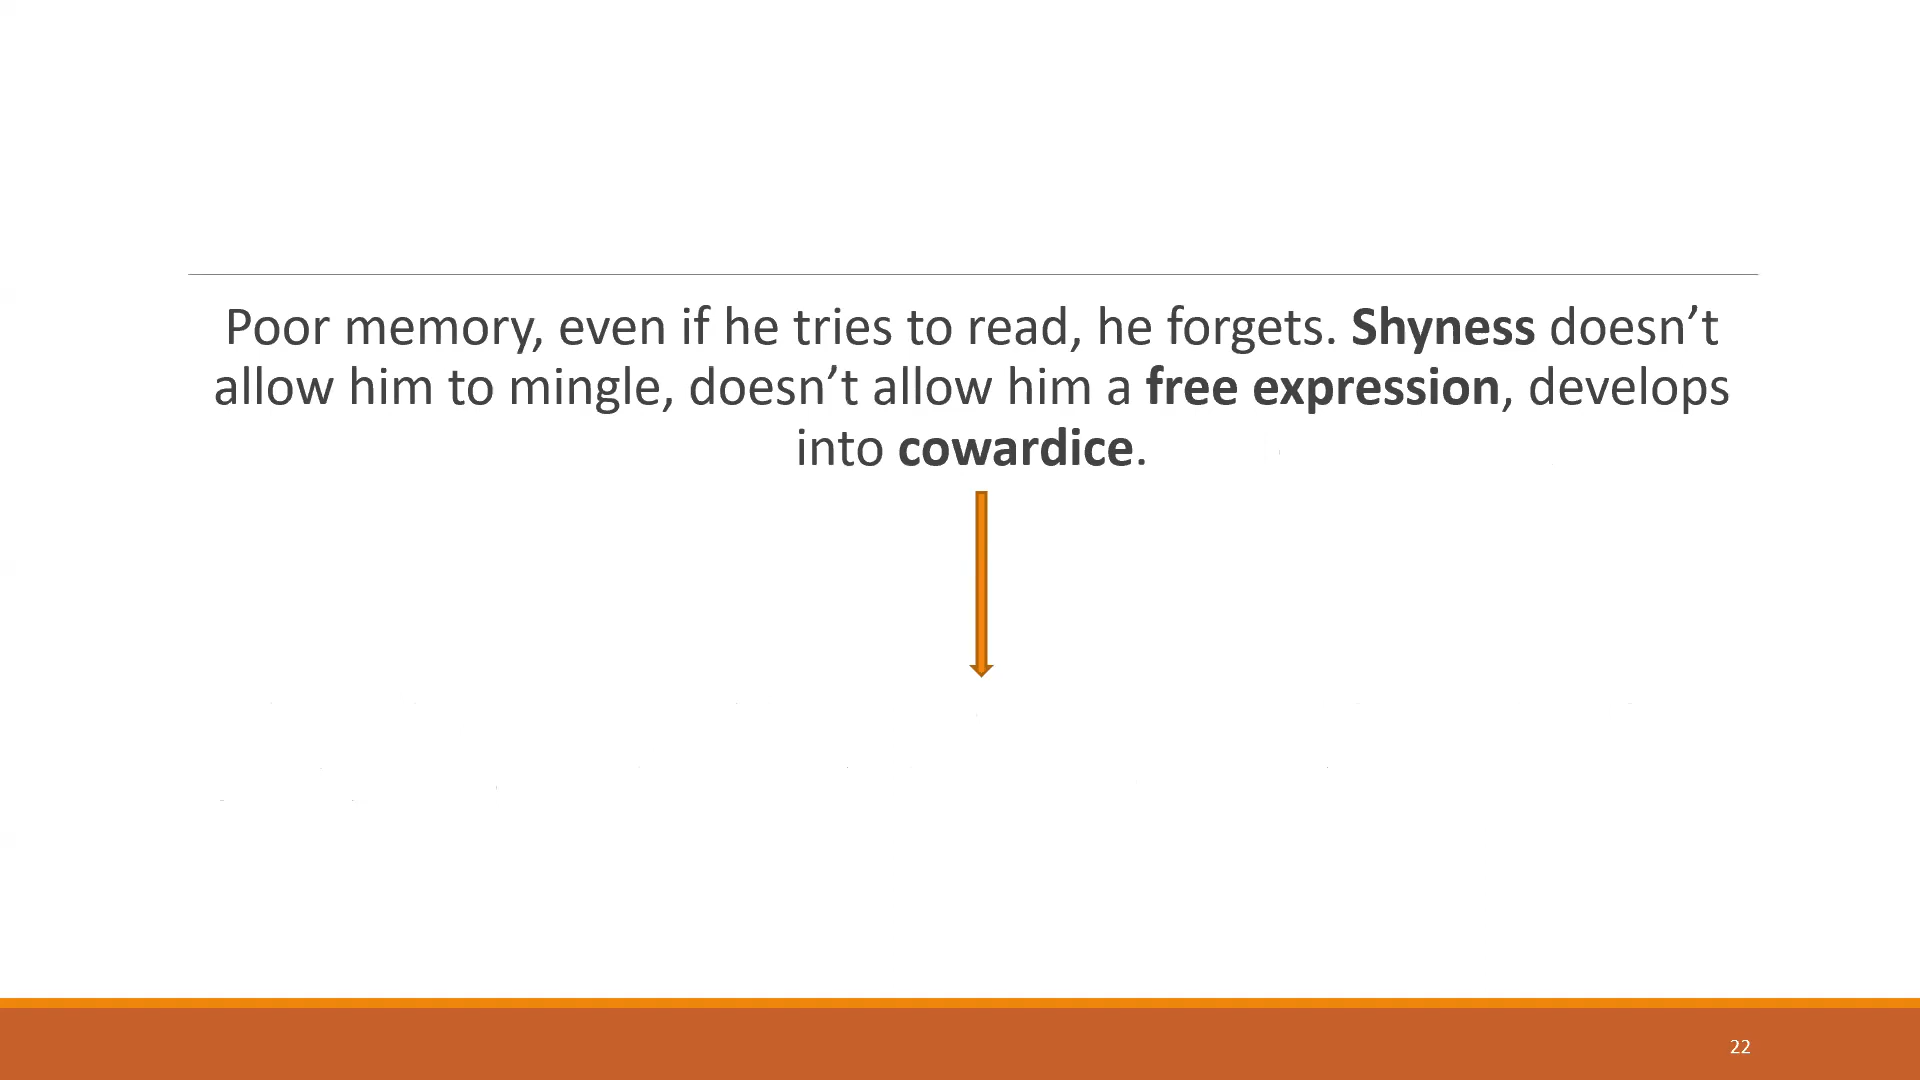 Poor memory, even if he tries to read, he forgets. Shyness doesn’t
allow him to mingle, doesn’t allow him a free expression, develops
into cowardice.
22